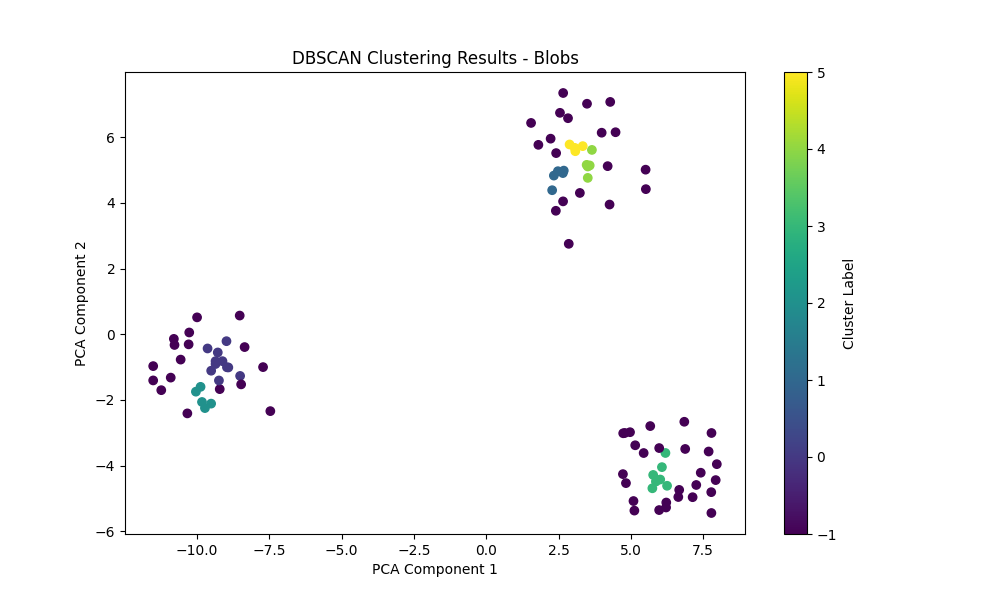 DBSCAN Clustering Results - Blobs
PCA Component 2
6
4
2
0
−2
−4
−6
−10.0 −7.5 −5.0 −2.5 0.0 2.5 5.0 7.5
PCA Component 1
5
4
3
2
1
0
−1
Cluster Label